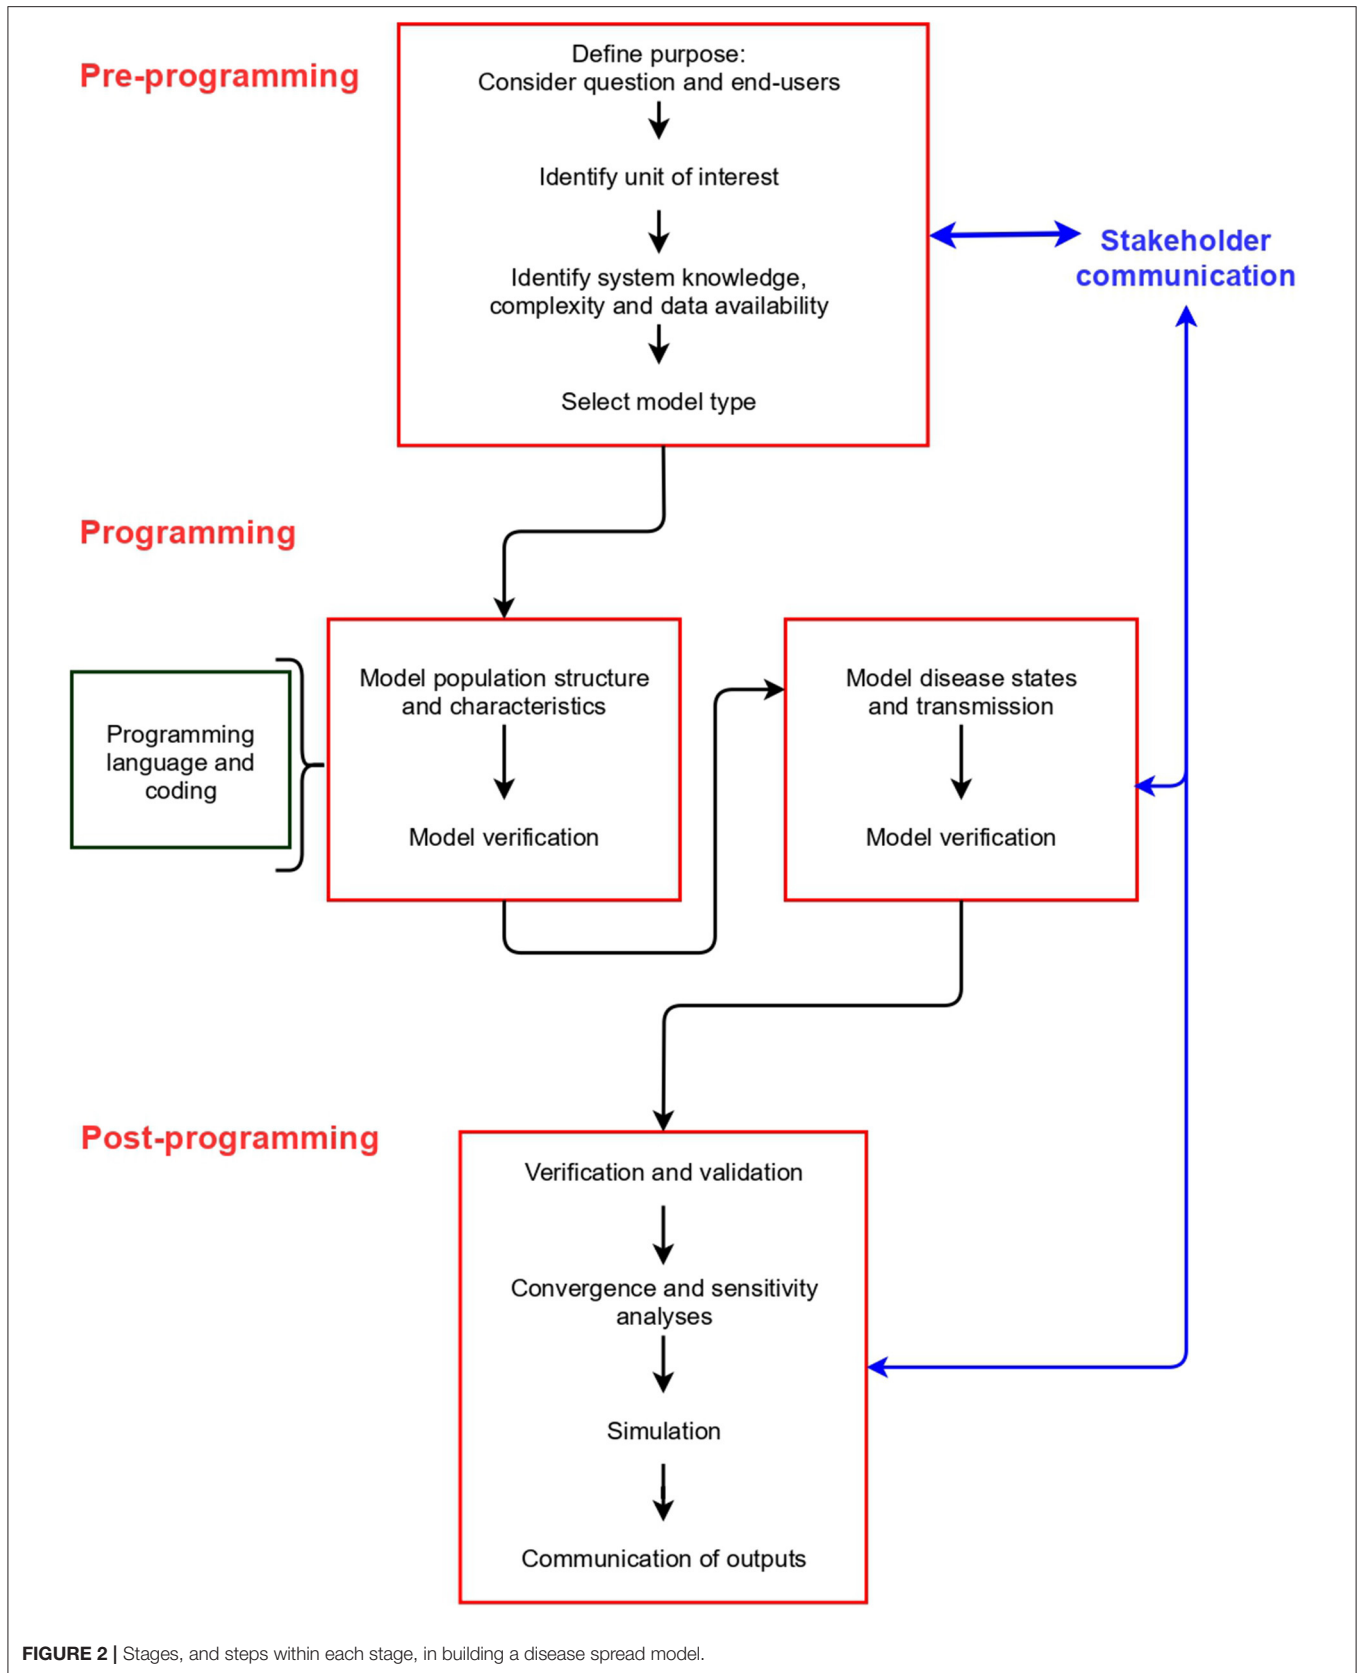 Pre-programming
Define purpose:
Consider question and end-users
Identify unit of interest
Identify system knowledge,
complexity and data availability
Select model type
Stakeholder
communication
Programming
Programming
language and
coding
Model population structure
and characteristics
Model verification
Model disease states
and transmission
Model verification
Post-programming
Verification and validation
Convergence and sensitivity
analyses
Simulation
Communication of outputs
FIGURE 2 | Stages, and steps within each stage, in building a disease spread model.